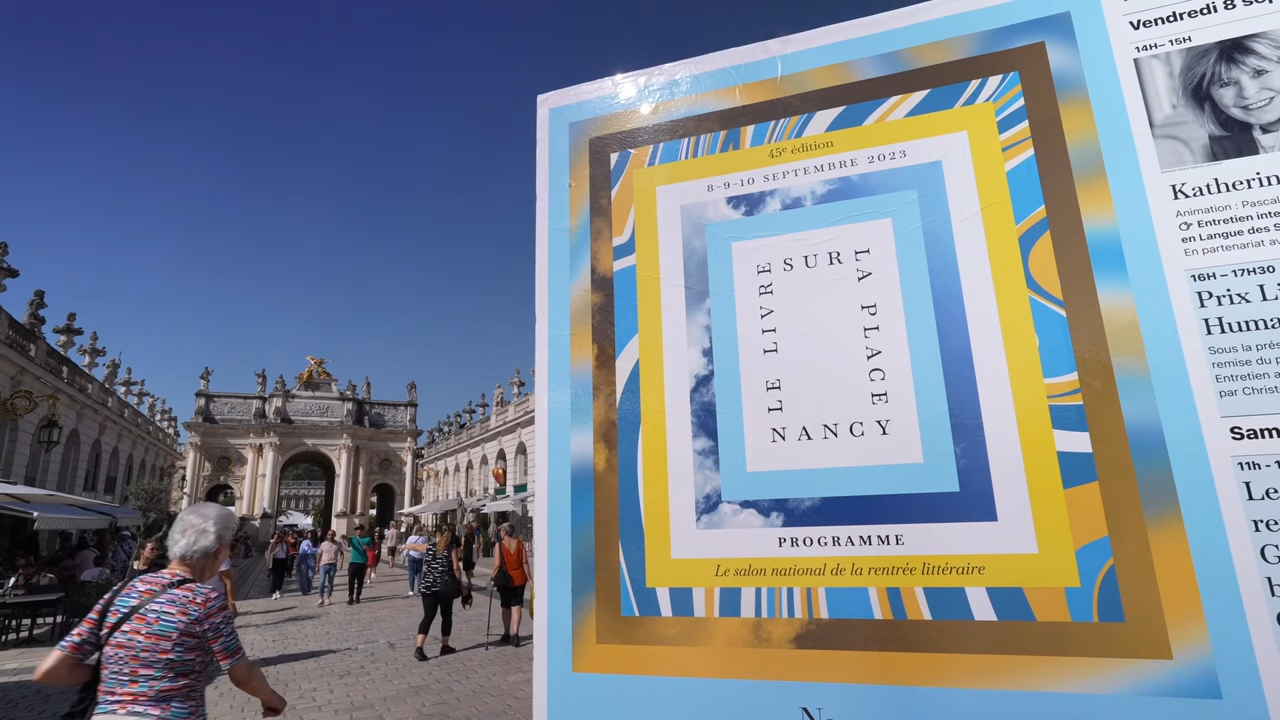 45e édition
8-9-10 SEPTEMBRE 2023
LE LIVRE
SUR
LA PLACE
NANCY
PROGRAMME
Le salon national de la rentrée littéraire
Vendredi 8 sep
14H–15H
Katherin
Animation : Pascal
Entretien inte
en Langue des S
En partenariat av
16H – 17H30
Prix Li
Huma
Sous la prés
remise du p
Entretien a
par Christ
Sam
11h - 1
Le
re
G
b